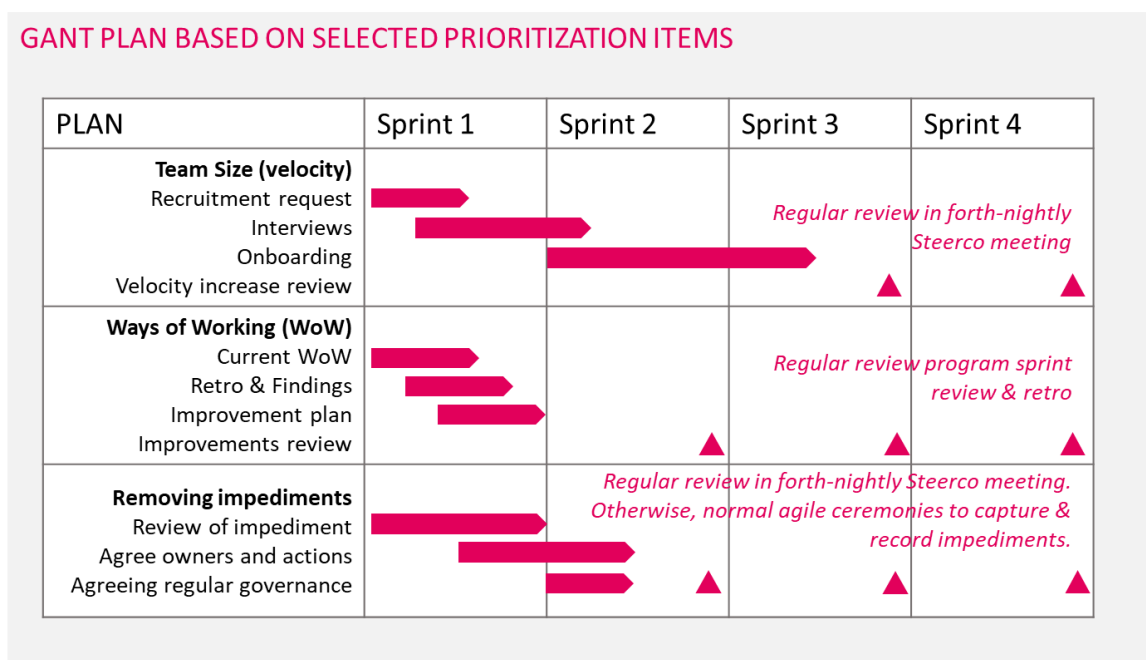 GANT PLAN BASED ON SELECTED PRIORITIZATION ITEMS
PLAN
Sprint 1
Sprint 2
Sprint 3
Sprint 4
Team Size (velocity)
Recruitment request
Interviews
Onboarding
Velocity increase review
Regular review in forth-nightly
Steerco meeting
Ways of Working (WoW)
Current WoW
Retro & Findings
Improvement plan
Improvements review
Regular review program sprint
review & retro
Removing impediments
Review of impediment
Agree owners and actions
Agreeing regular governance
Regular review in forth-nightly Steerco meeting.
Otherwise, normal agile ceremonies to capture &
record impediments.